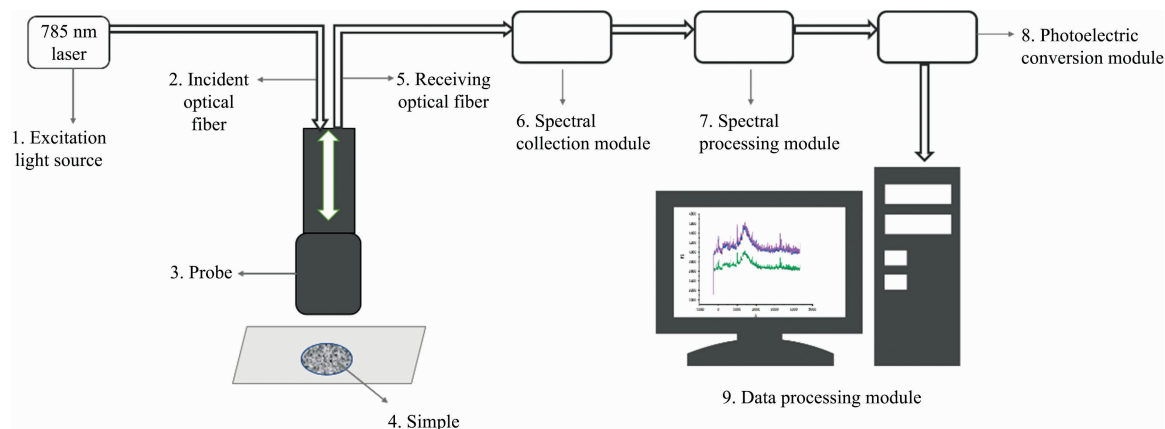 785 nm
laser
1. Excitation
light source
2. Incident
optical
fiber
5. Receiving
optical fiber
6. Spectral
collection module
7. Spectral
processing module
8. Photoelectric
conversion module
3. Probe
4. Simple
9. Data processing module